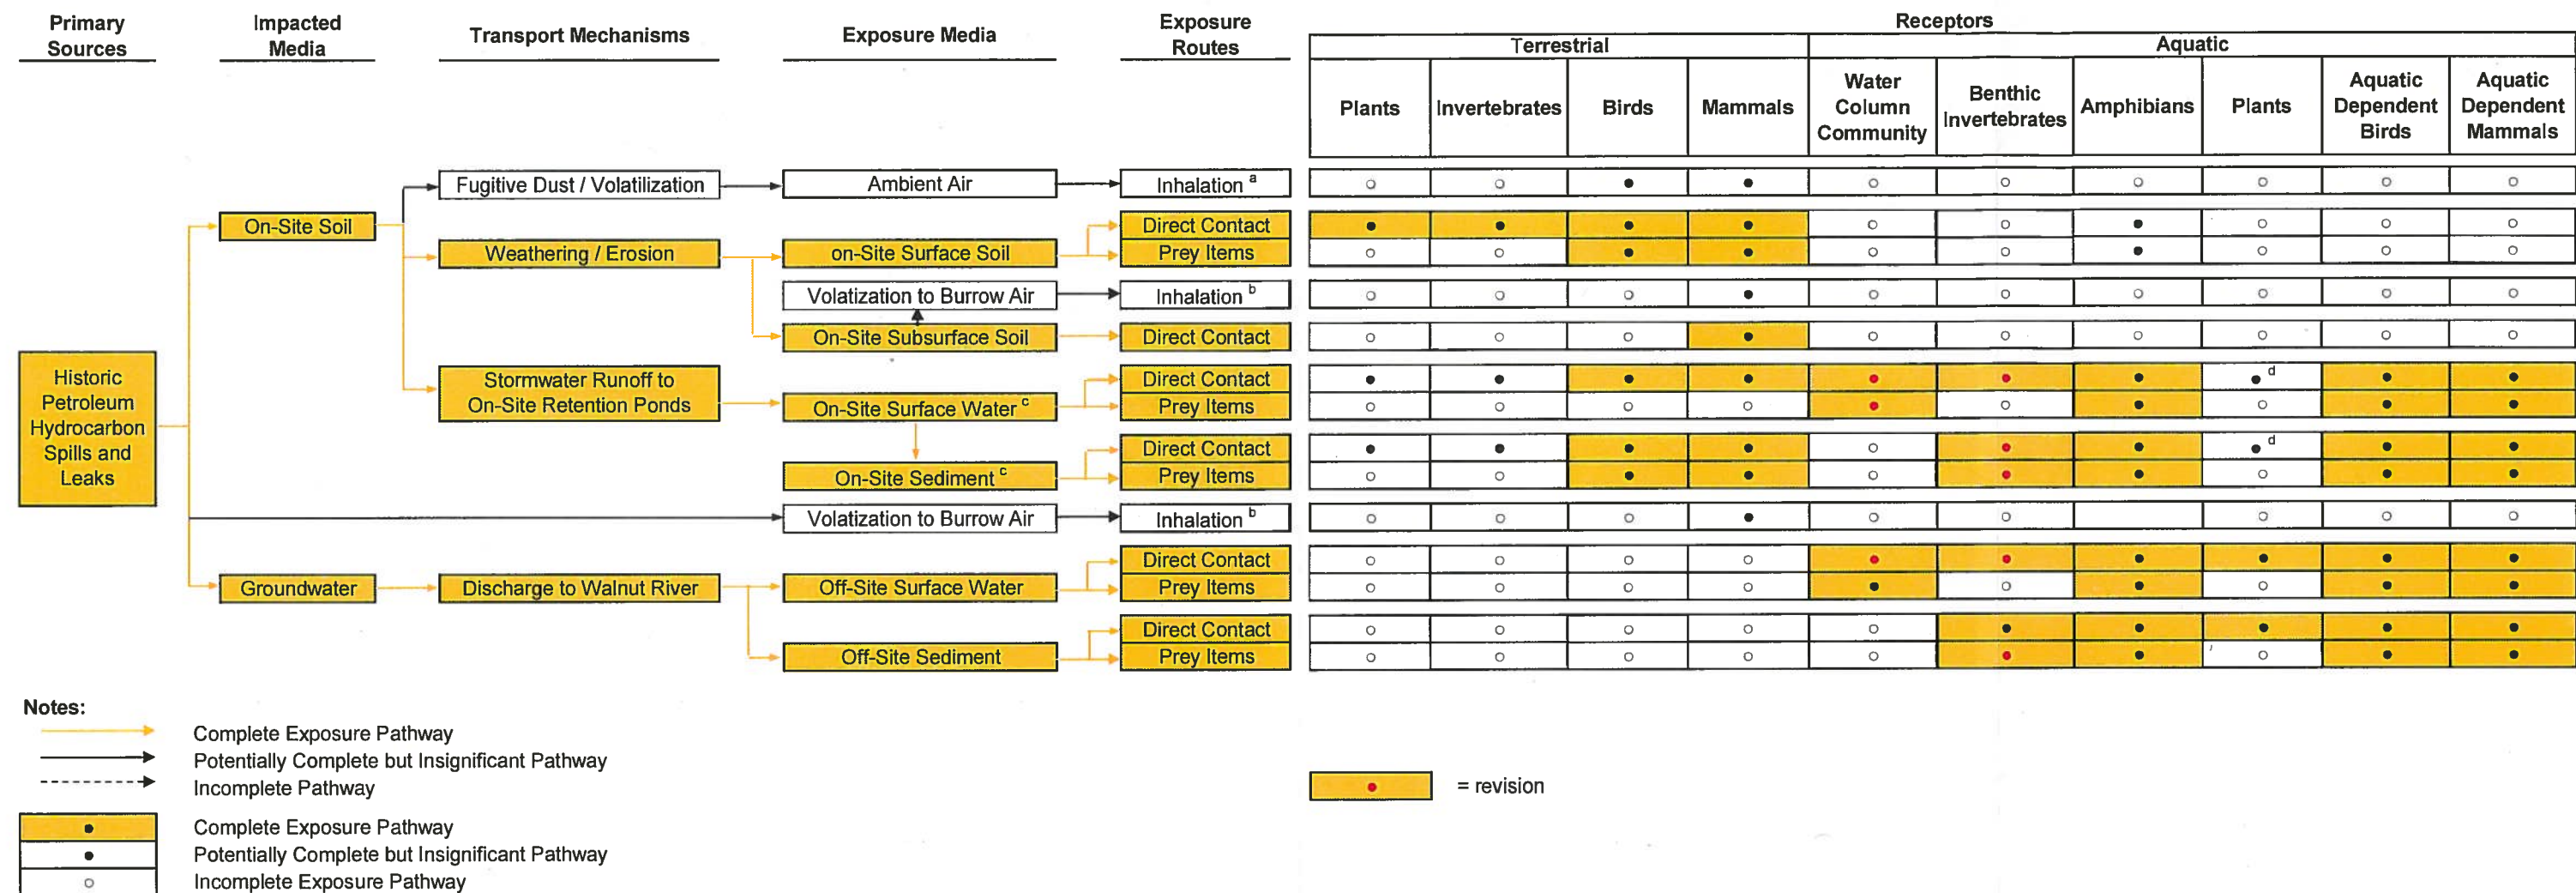 Primary
Sources
Impacted
Media
Transport Mechanisms
Exposure Media
Exposure
Routes
Receptors
Terrestrial
Aquatic
Plants
Invertebrates
Birds
Mammals
Water
Column
Community
Benthic
Invertebrates
Amphibians
Plants
Aquatic
Dependent
Birds
Aquatic
Dependent
Mammals
Fugitive Dust / Volatilization
Ambient Air
Inhalation a
On-Site Soil
Direct Contact
Weathering / Erosion
on-Site Surface Soil
Prey Items
Volatization to Burrow Air
Inhalation b
On-Site Subsurface Soil
Direct Contact
Historic
Petroleum
Hydrocarbon
Spills and
Leaks
Stormwater Runoff to
On-Site Retention Ponds
Direct Contact
d
On-Site Surface Water c
Prey Items
Direct Contact
d
On-Site Sediment c
Prey Items
Volatization to Burrow Air
Inhalation b
Direct Contact
Groundwater
Discharge to Walnut River
Off-Site Surface Water
Prey Items
Direct Contact
Off-Site Sediment
Prey Items
Notes:
Complete Exposure Pathway
Potentially Complete but Insignificant Pathway
Incomplete Pathway
= revision
Complete Exposure Pathway
Potentially Complete but Insignificant Pathway
Incomplete Exposure Pathway